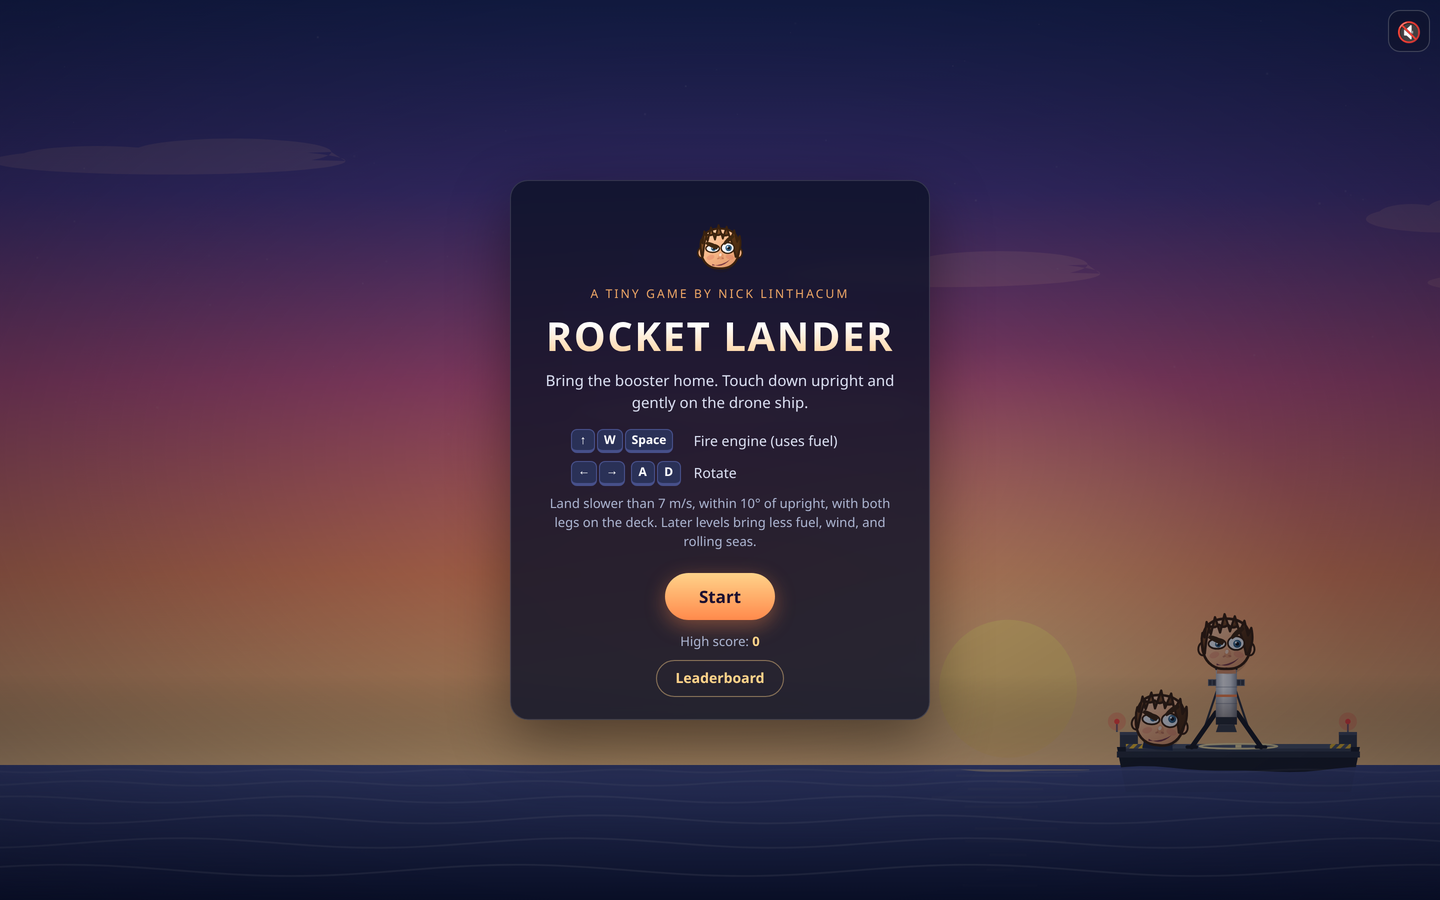 A TINY GAME BY NICK LINTHACUM
ROCKET LANDER
Bring the booster home. Touch down upright and
gently on the drone ship.
↑ W Space Fire engine (uses fuel)
← → A D Rotate
Land slower than 7 m/s, within 10° of upright, with both
legs on the deck. Later levels bring less fuel, wind, and
rolling seas.
Start
High score: 0
Leaderboard